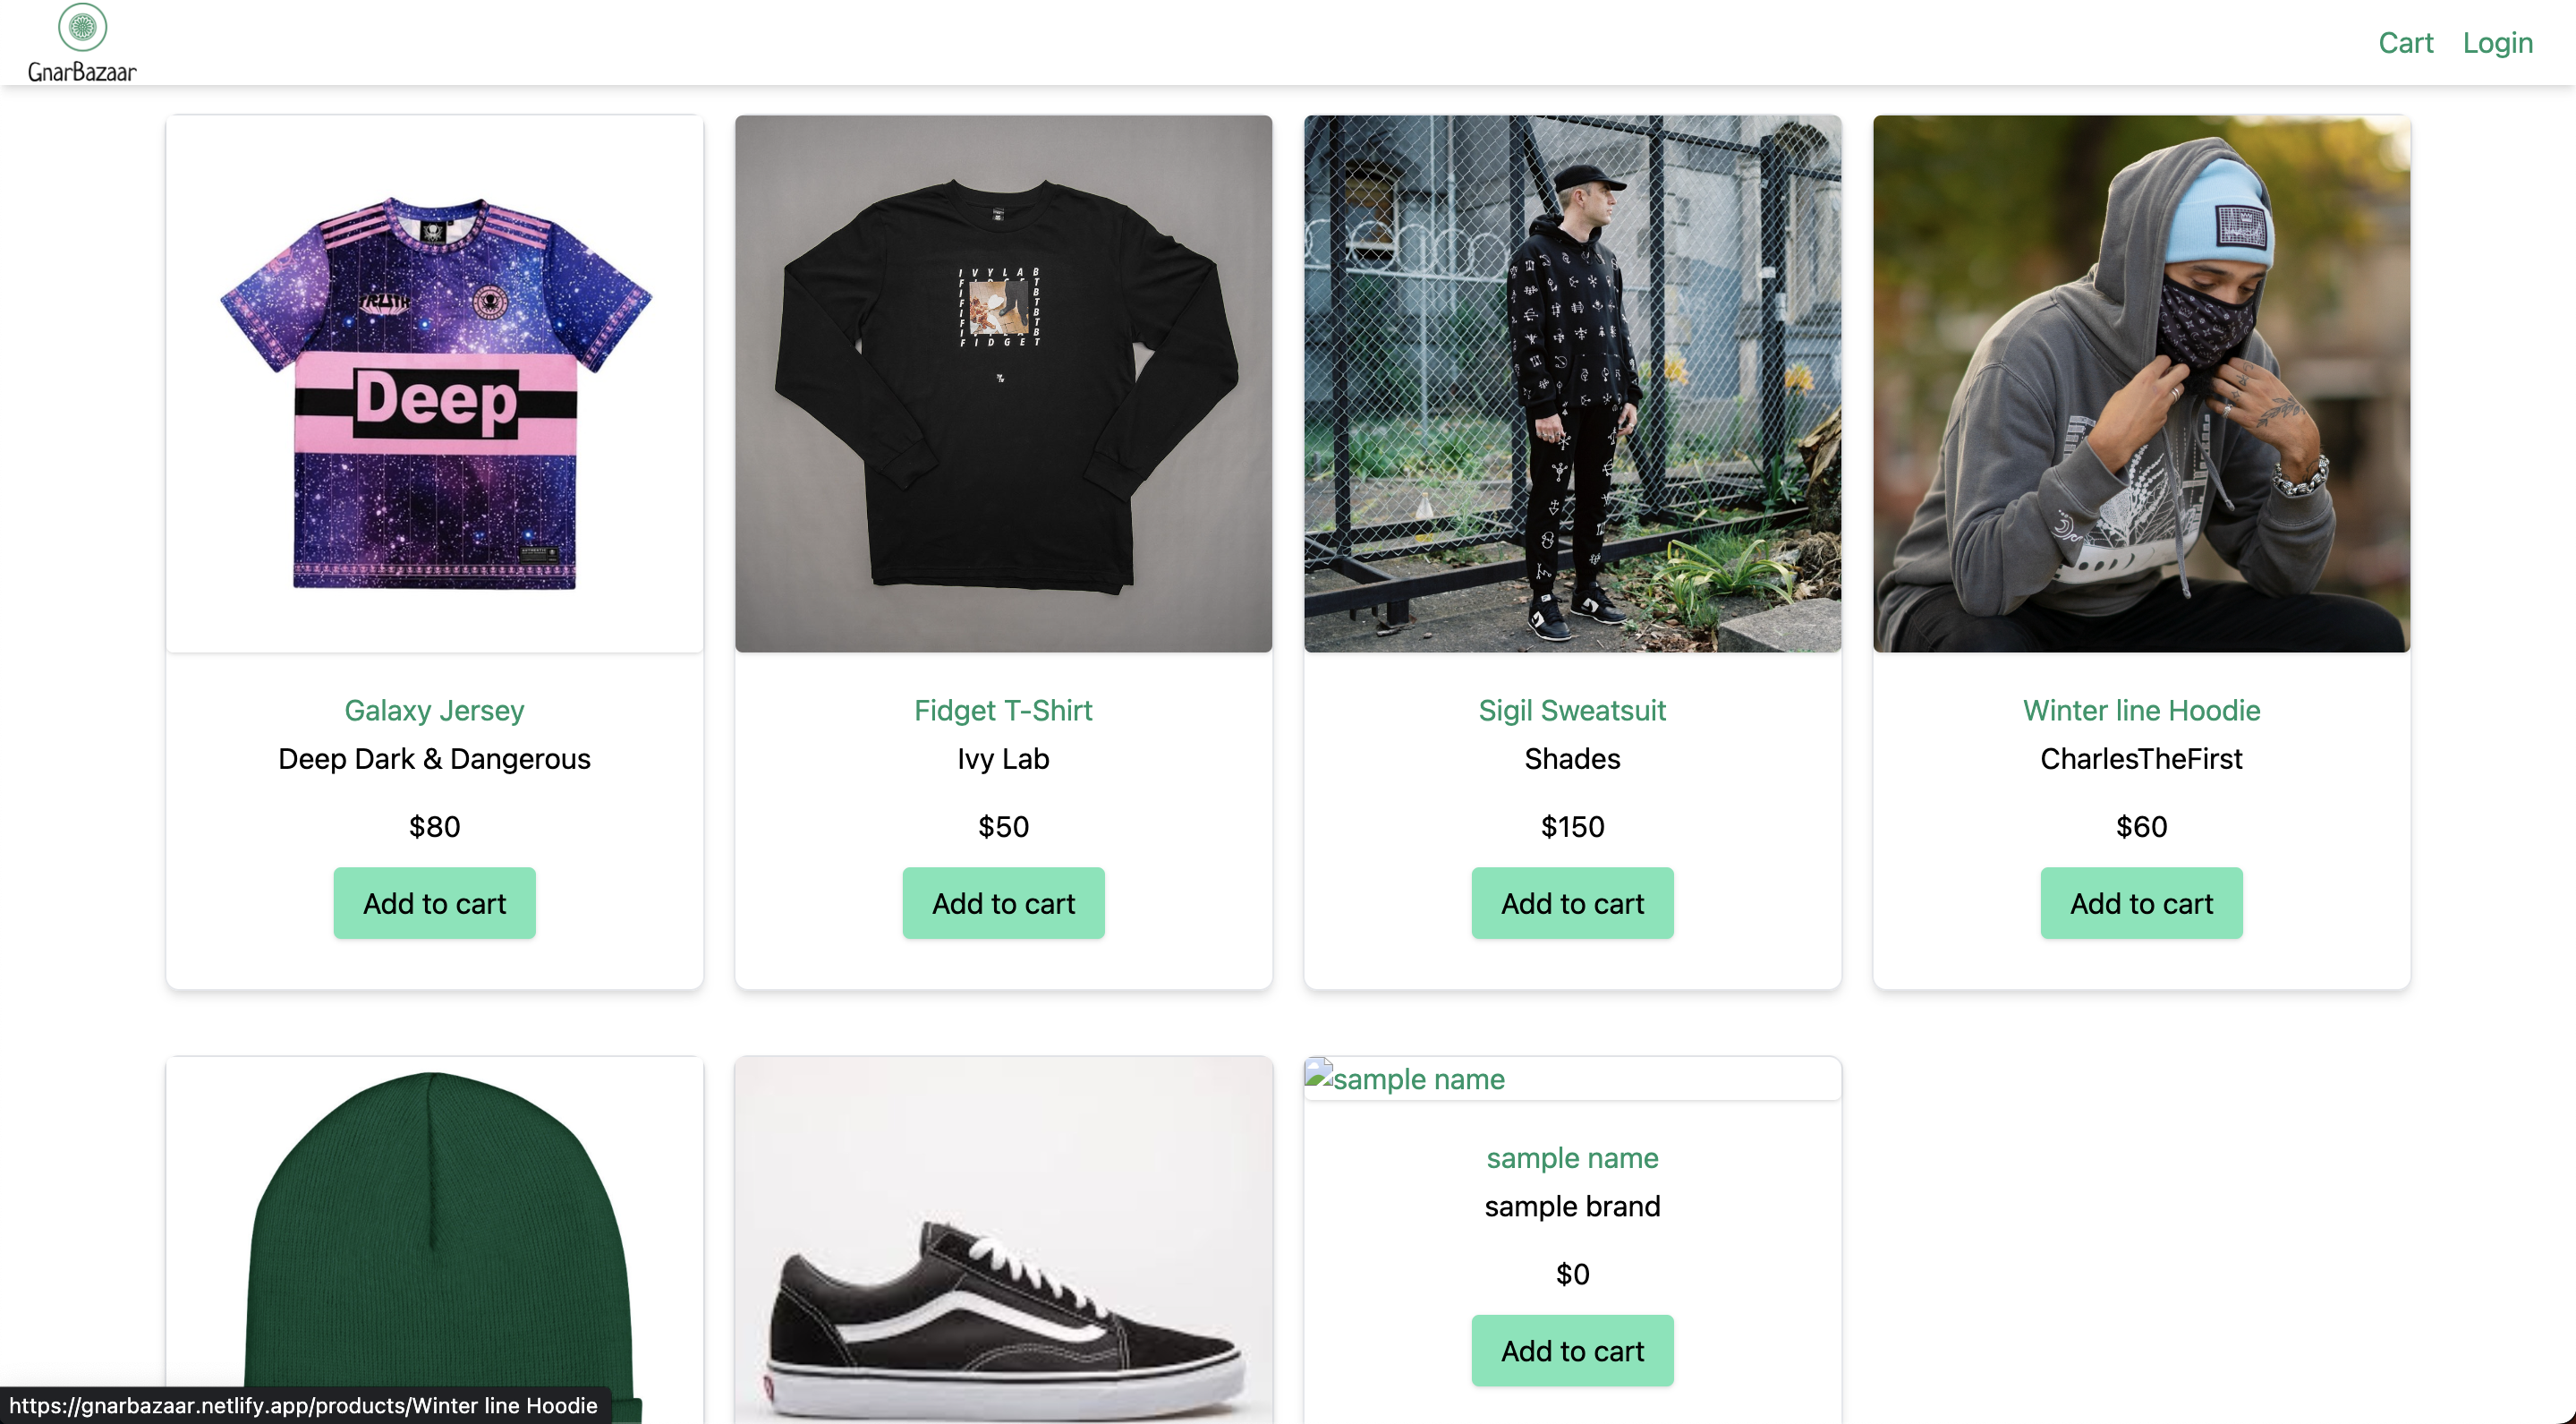 GnarBazaar
Cart Login
TRUTH
Deep
IVYLAB
FIDGET
Galaxy Jersey
Deep Dark & Dangerous
$80
Add to cart
Fidget T-Shirt
Ivy Lab
$50
Add to cart
Sigil Sweatsuit
Shades
$150
Add to cart
Winter line Hoodie
CharlesTheFirst
$60
Add to cart
sample name
sample name
sample brand
$0
Add to cart
https://gnarbazaar.netlify.app/products/Winter line Hoodie